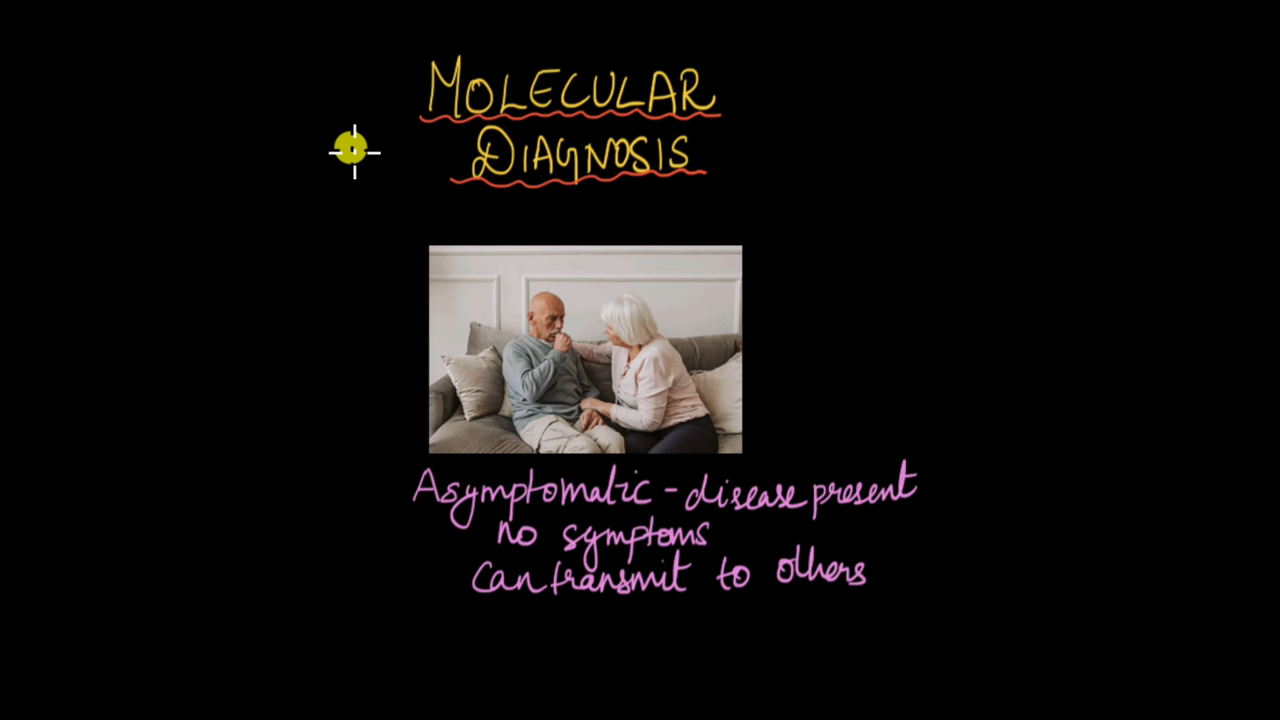 MOLECULAR
DIAGNOSIS
Asymptomatic - disease present
no symptoms
Can transmit to others